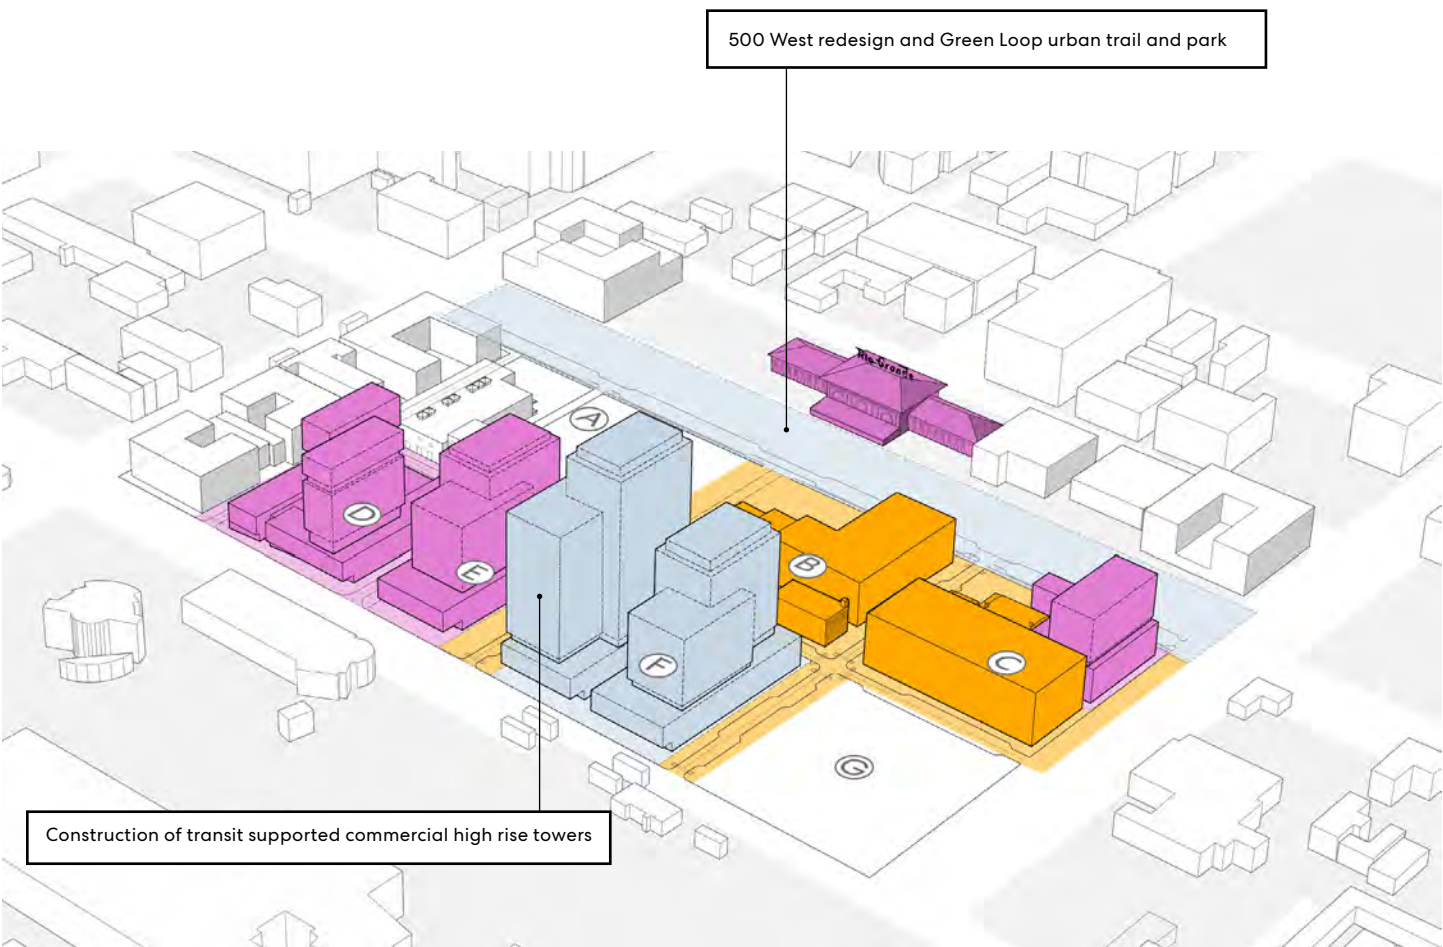 500 West redesign and Green Loop urban trail and park
Rio Grande
A
D
E
B
F
C
G
Construction of transit supported commercial high rise towers